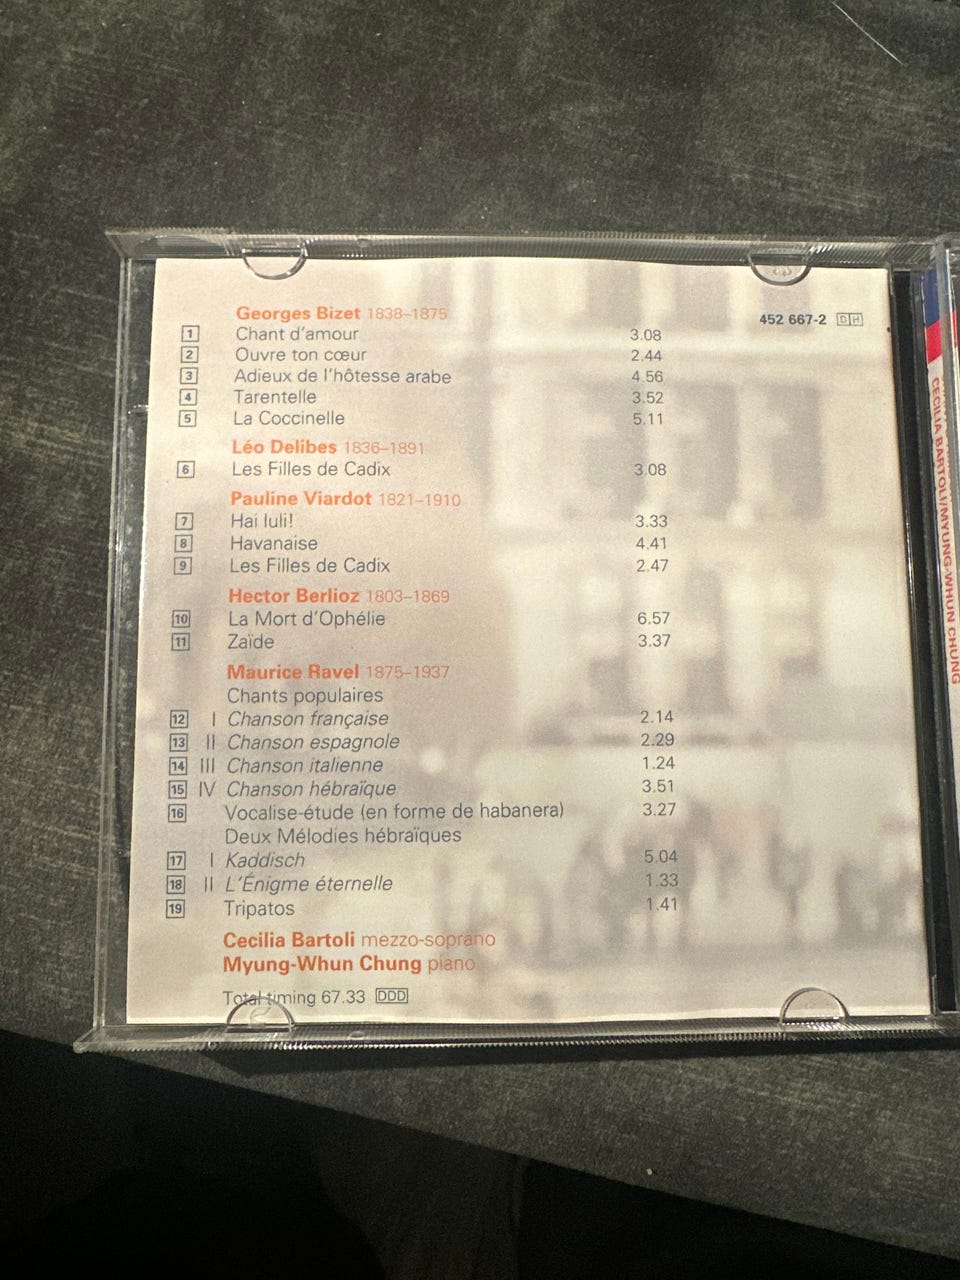 Georges Bizet 1838–1875
452 667-2 DH
1 Chant d'amour 3.08
2 Ouvre ton cœur 2.44
3 Adieux de l'hôtesse arabe 4.56
4 Tarentelle 3.52
5 La Coccinelle 5.11
Léo Delibes 1836–1891
6 Les Filles de Cadix 3.08
Pauline Viardot 1821–1910
7 Hai luli! 3.33
8 Havanaise 4.41
9 Les Filles de Cadix 2.47
Hector Berlioz 1803–1869
10 La Mort d'Ophélie 6.57
11 Zaïde 3.37
Maurice Ravel 1875–1937
Chants populaires
12 I Chanson française 2.14
13 II Chanson espagnole 2.29
14 III Chanson italienne 1.24
15 IV Chanson hébraïque 3.51
16 Vocalise-étude (en forme de habanera) 3.27
Deux Mélodies hébraïques
17 I Kaddisch 5.04
18 II L'Énigme éternelle 1.33
19 Tripatos 1.41
Cecilia Bartoli mezzo-soprano
Myung-Whun Chung piano
Total timing 67.33 DDD
CECILIA BARTOLI/MYUNG-WHUN CHUNG